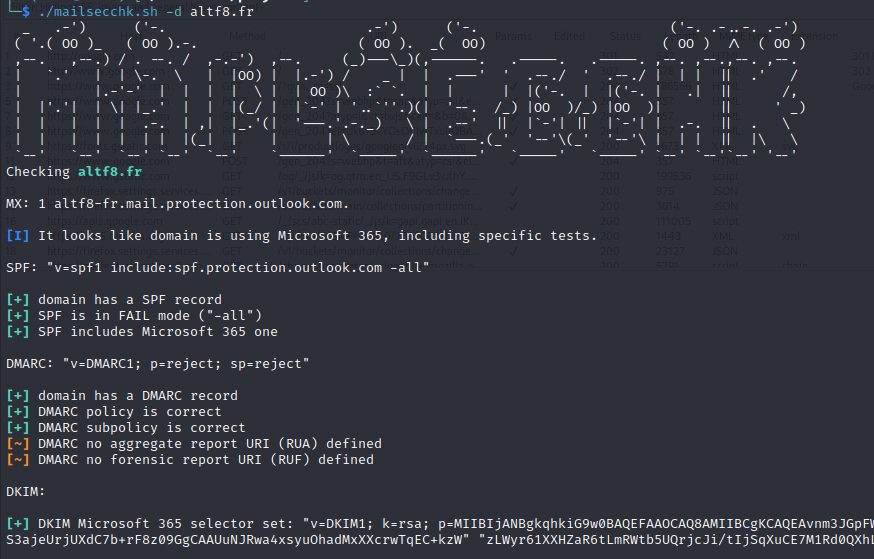 └─$ ./mailsecchk.sh -d altf8.fr
Checking altf8.fr
MX: 1 altf8-fr.mail.protection.outlook.com.
[I] It looks like domain is using Microsoft 365, including specific tests.
SPF: "v=spf1 include:spf.protection.outlook.com -all"
[+] domain has a SPF record
[+] SPF is in FAIL mode ("-all")
[+] SPF includes Microsoft 365 one
DMARC: "v=DMARC1; p=reject; sp=reject"
[+] domain has a DMARC record
[+] DMARC policy is correct
[+] DMARC subpolicy is correct
[~] DMARC no aggregate report URI (RUA) defined
[~] DMARC no forensic report URI (RUF) defined
DKIM:
[+] DKIM Microsoft 365 selector set: "v=DKIM1; k=rsa; p=MIIBIjANBgkqhkiG9w0BAQEFAAOCAQ8AMIIBCgKCAQEAvnm3JGpFW
S3ajeUrjUXdC7b+rF8z09GgCAAUuNJRwa4xsyuOhadMxXXcrwTqEC+kzW" "zLWyr61XXHZaR6tLmRWtb5UQrjcJi/tIjSqXuCE7M1Rd0QXhL